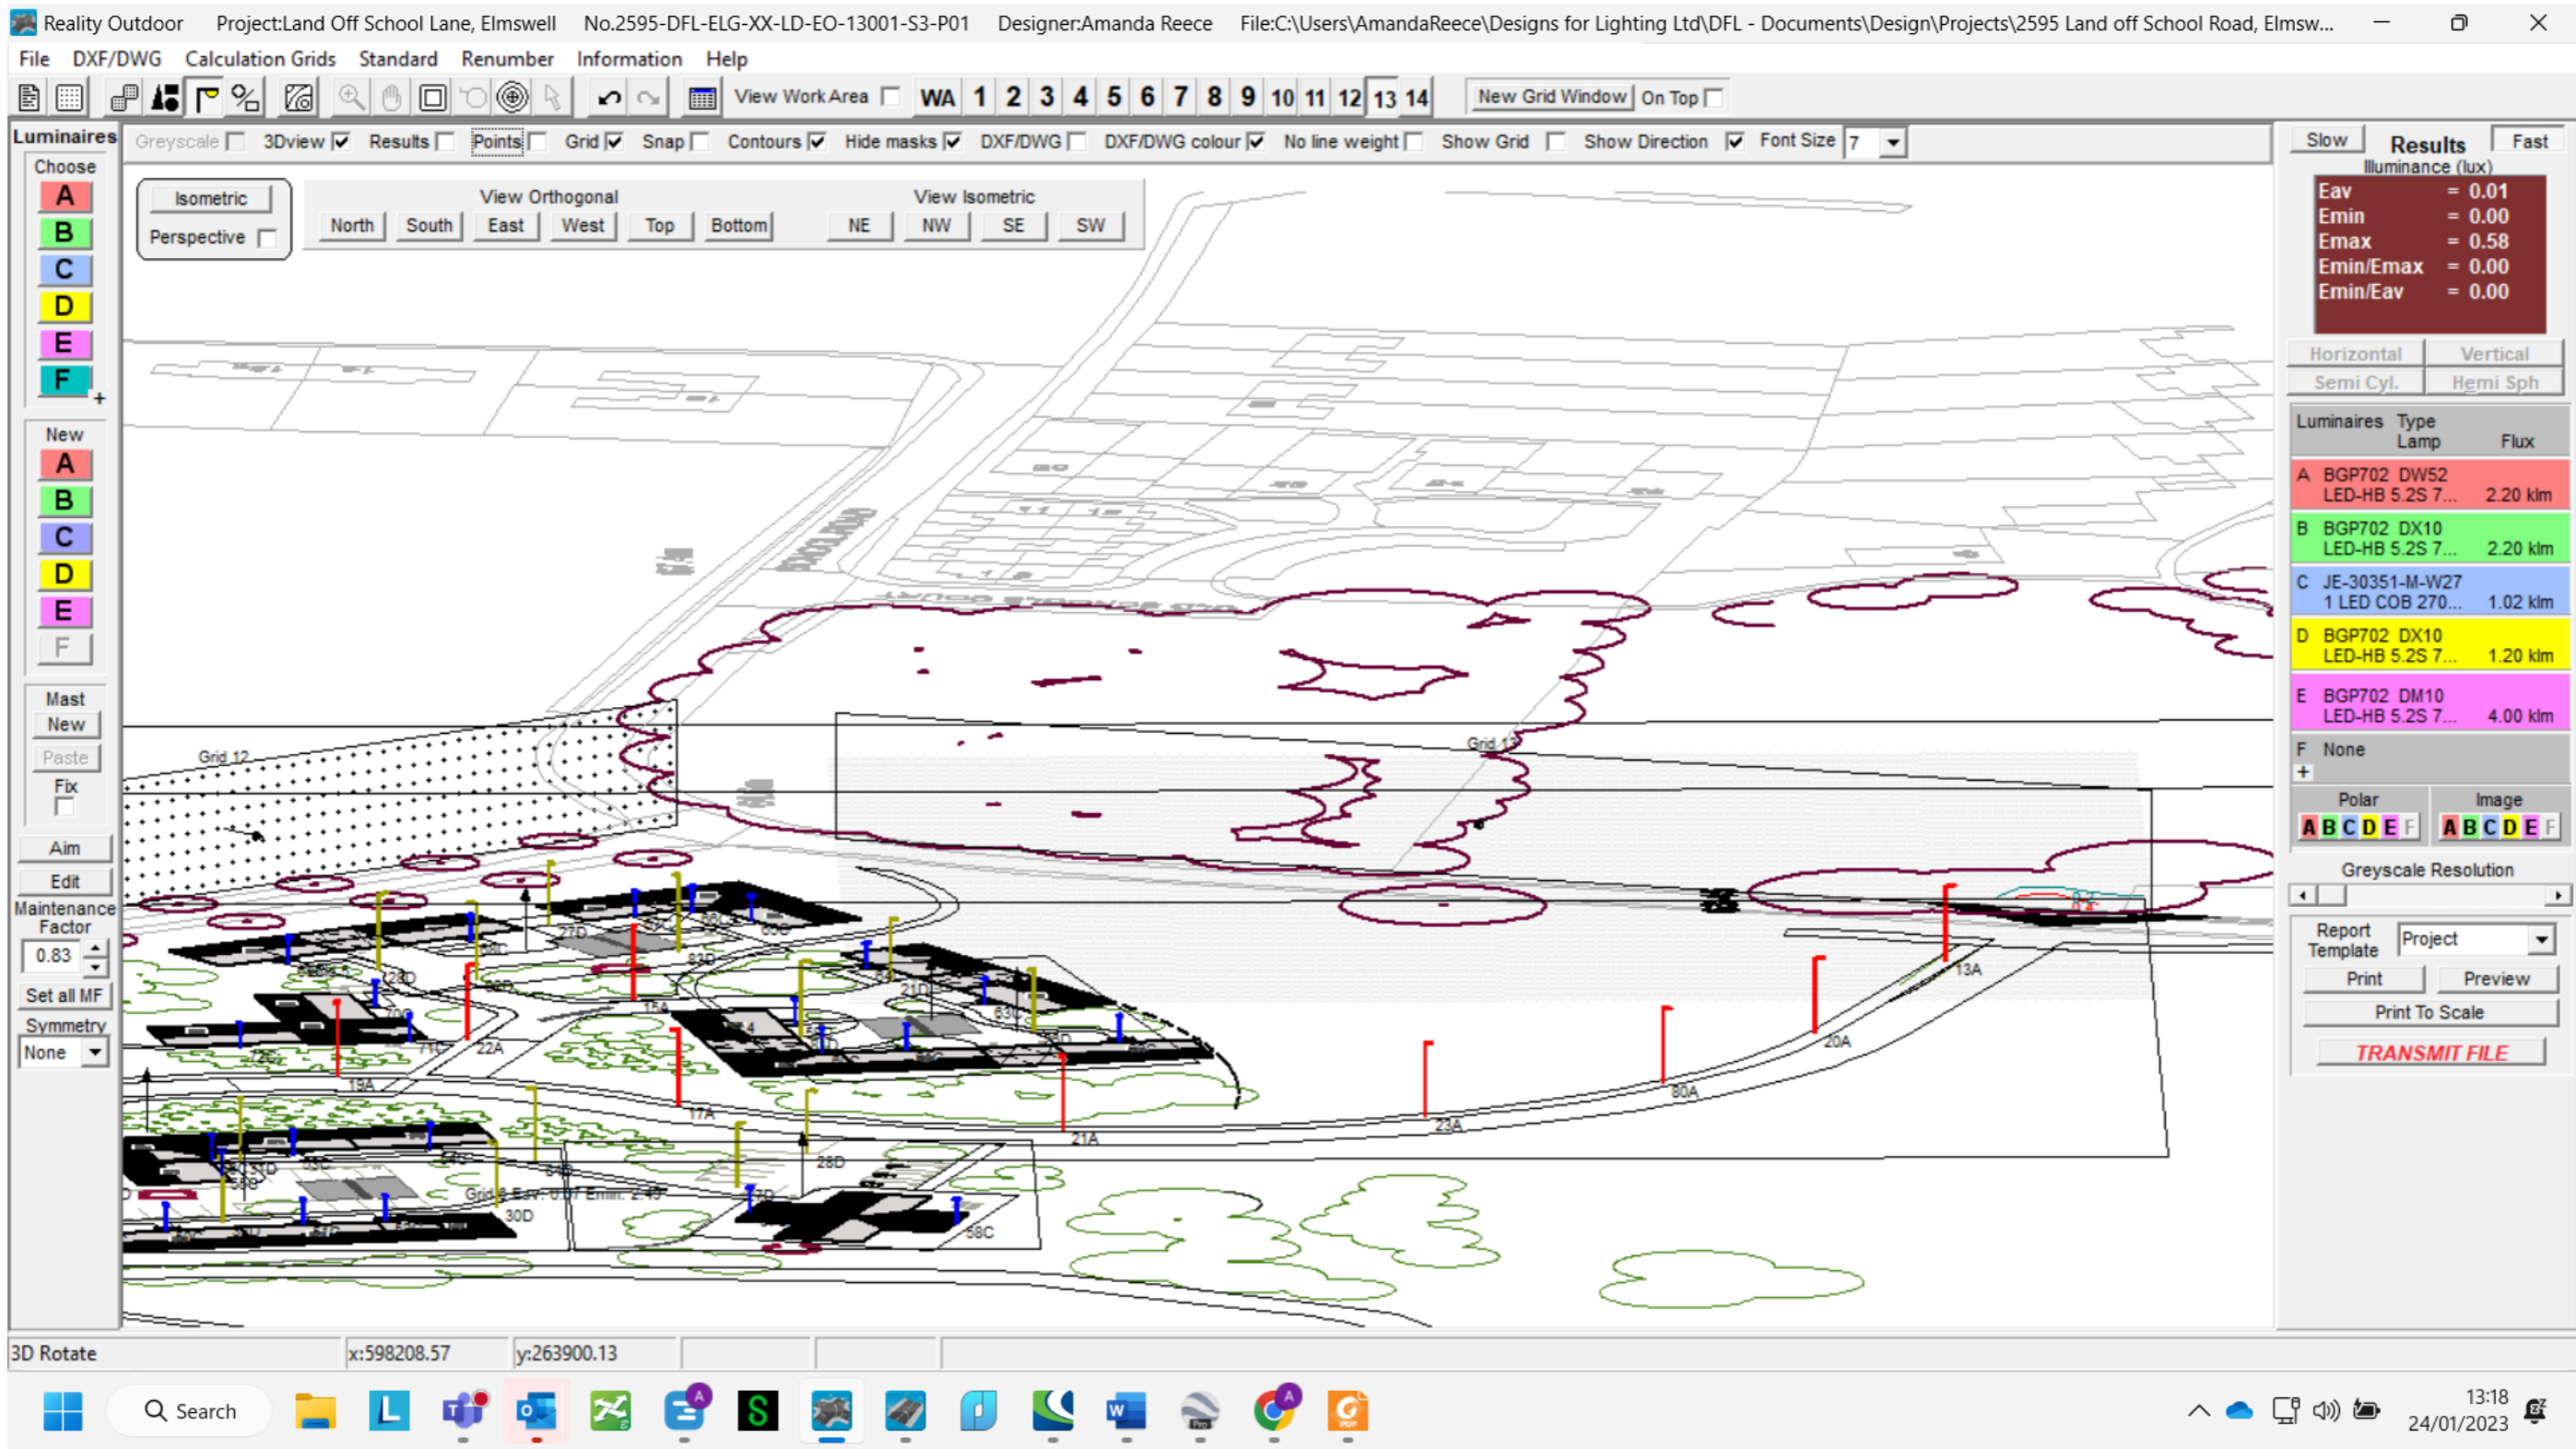 Reality Outdoor Project:Land Off School Lane, Elmswell No.2595-DFL-ELG-XX-LD-EO-13001-S3-P01 Designer:Amanda Reece File:C:\Users\AmandaReece\Designs for Lighting Ltd\DFL - Documents\Design\Projects\2595 Land off School Road, Elmsw...
File DXF/DWG Calculation Grids Standard Renumber Information Help
View Work Area WA 1 2 3 4 5 6 7 8 9 10 11 12 13 14 New Grid Window On Top
Luminaires
Greyscale 3Dview Results Points Grid Snap Contours Hide masks DXF/DWG DXF/DWG colour No line weight Show Grid Show Direction Font Size 7
Choose
A
B
C
D
E
F
+
New
A
B
C
D
E
F
Mast
New
Paste
Fix
Aim
Edit
Maintenance
Factor
0.83
Set all MF
Symmetry
None
Isometric
Perspective
View Orthogonal
North South East West Top Bottom
View Isometric
NE NW SE SW
Grid 12
Grid 13
27D
83D
21D
63C
15A
22A
71C
72C
19A
17A
21A
23A
80A
20A
13A
28D
30D
58C
Slow Results Fast
Illuminance (lux)
Eav = 0.01
Emin = 0.00
Emax = 0.58
Emin/Emax = 0.00
Emin/Eav = 0.00
Horizontal Vertical
Semi Cyl. Hemi Sph
Luminaires Type
Lamp Flux
A BGP702 DW52
LED-HB 5.2S 7... 2.20 klm
B BGP702 DX10
LED-HB 5.2S 7... 2.20 klm
C JE-30351-M-W27
1 LED COB 270... 1.02 klm
D BGP702 DX10
LED-HB 5.2S 7... 1.20 klm
E BGP702 DM10
LED-HB 5.2S 7... 4.00 klm
F None
+
Polar Image
A B C D E F A B C D E F
Greyscale Resolution
Report
Template Project
Print Preview
Print To Scale
TRANSMIT FILE
3D Rotate x:598208.57 y:263900.13
Search
13:18
24/01/2023